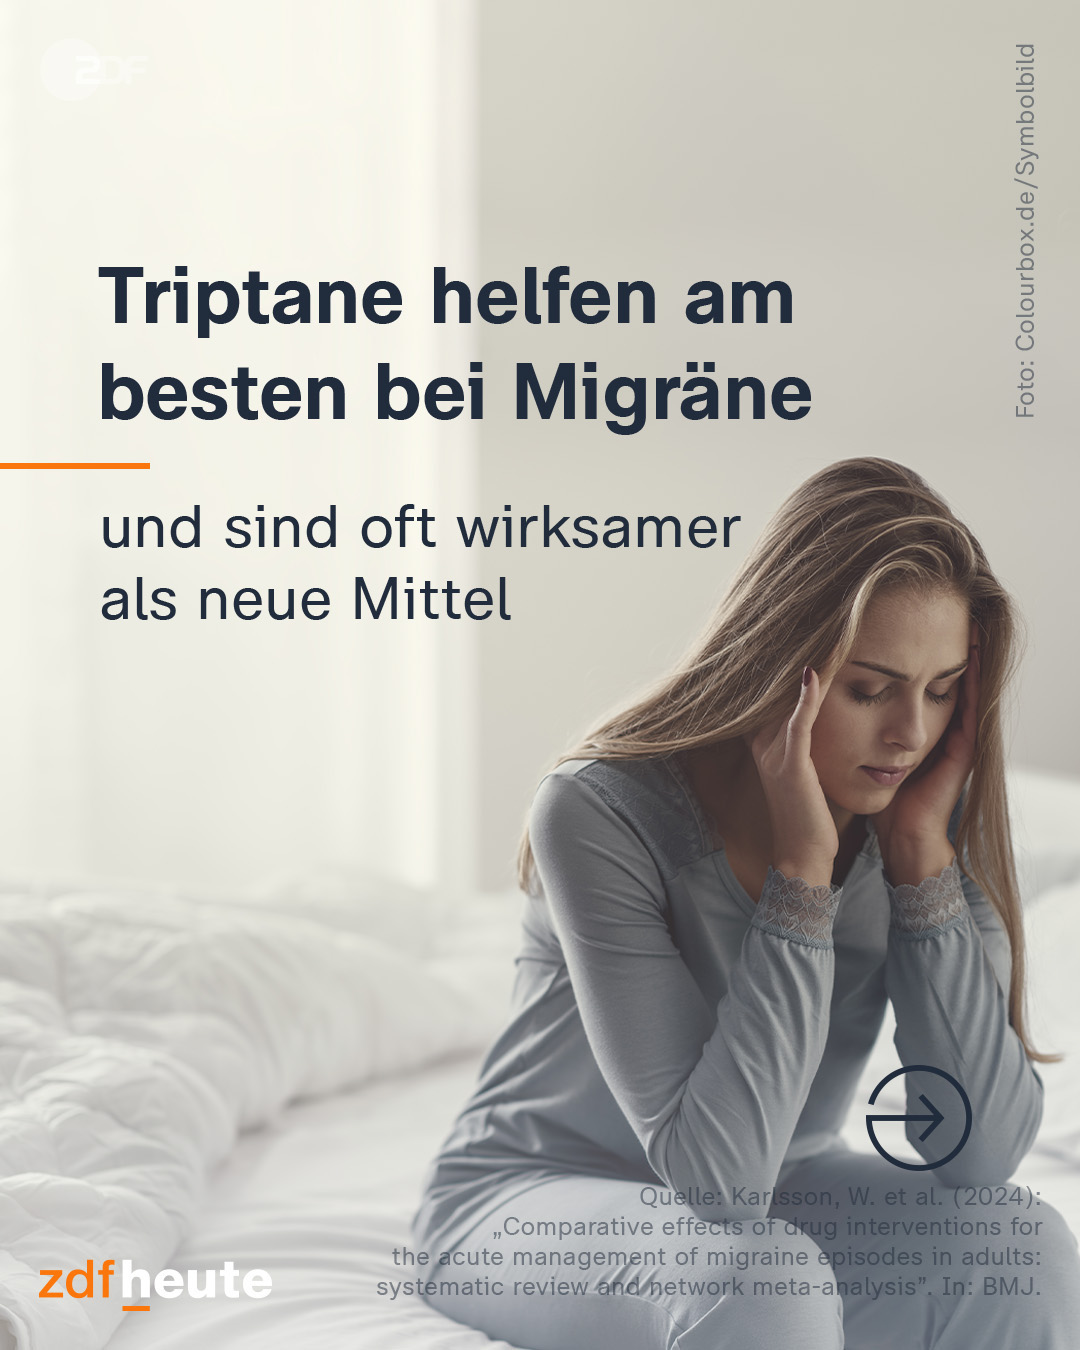 ZDF
Foto: Colourbox.de/Symbolbild
Triptane helfen am
besten bei Migräne
und sind oft wirksamer
als neue Mittel
Quelle: Karlsson, W. et al. (2024):
„Comparative effects of drug interventions for
the acute management of migraine episodes in adults:
systematic review and network meta-analysis”. In: BMJ.
zdfheute